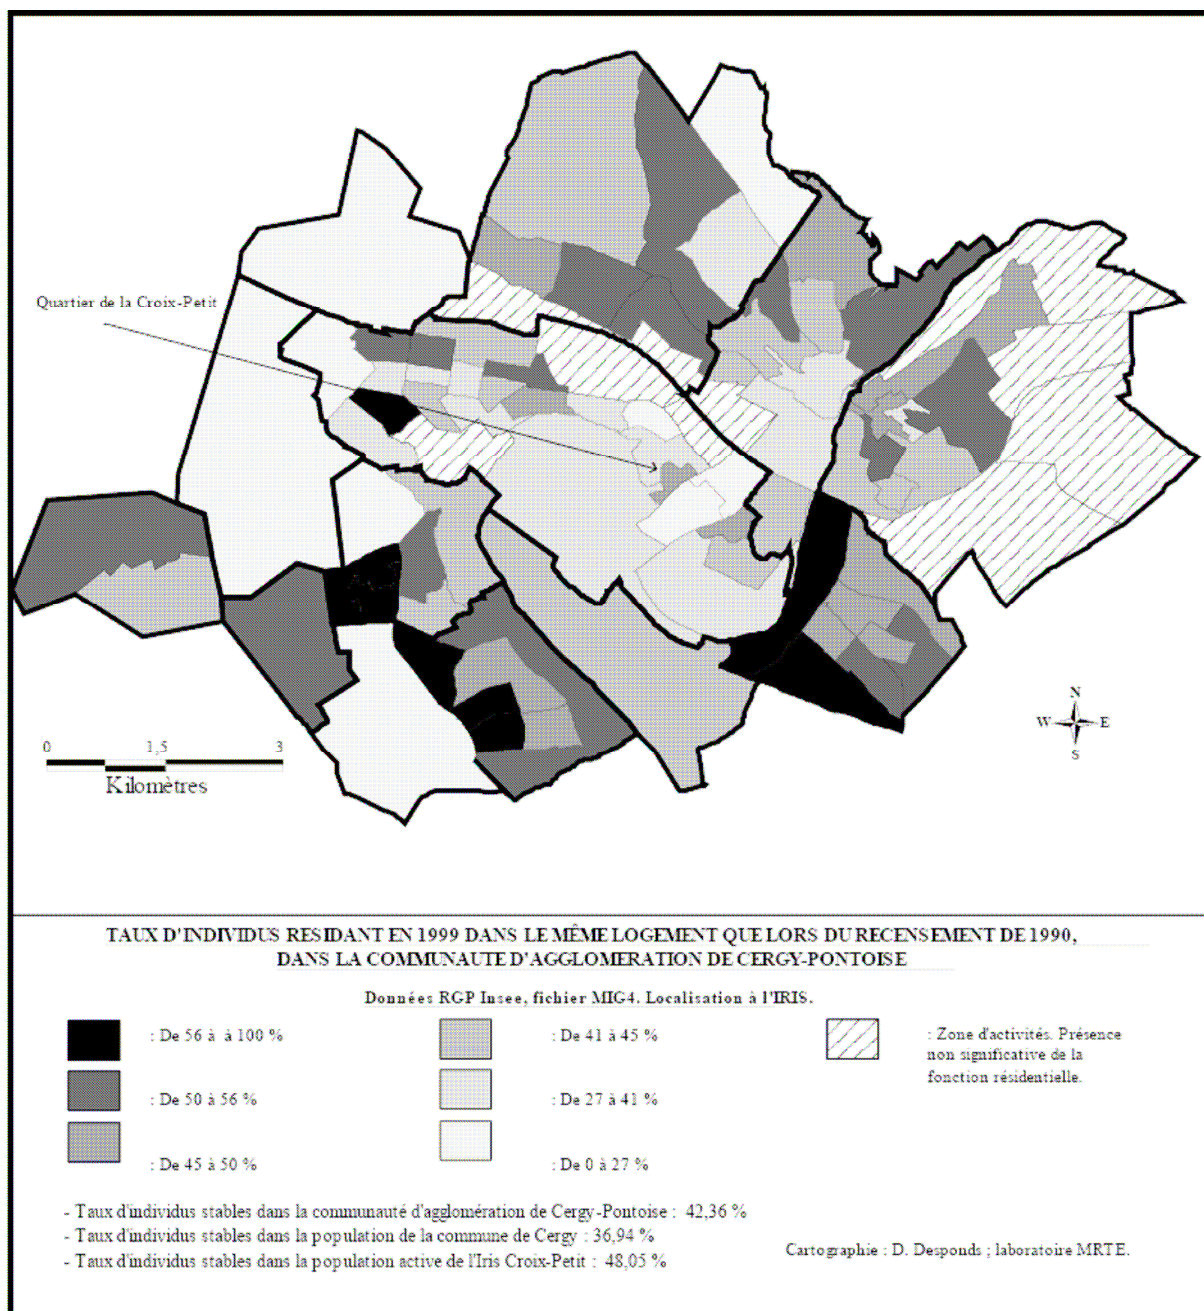 Quartier de la Croix-Petit
N
W E
S
0 1,5 3
Kilomètres
TAUX D'INDIVIDUS RESIDANT EN 1999 DANS LE MÊME LOGEMENT QUE LORS DU RECENSEMENT DE 1990,
DANS LA COMMUNAUTE D'AGGLOMERATION DE CERGY-PONTOISE
Données RGP Insee, fichier MIG4. Localisation à l'IRIS.
: De 56 à à 100 %
: De 50 à 56 %
: De 45 à 50 %
: De 41 à 45 %
: De 27 à 41 %
: De 0 à 27 %
: Zone d'activités. Présence
non significative de la
fonction résidentielle.
- Taux d'individus stables dans la communauté d'agglomération de Cergy-Pontoise : 42,36 %
- Taux d'individus stables dans la population de la commune de Cergy : 36,94 %
- Taux d'individus stables dans la population active de l'Iris Croix-Petit : 48,05 %
Cartographie : D. Desponds ; laboratoire MRTE.